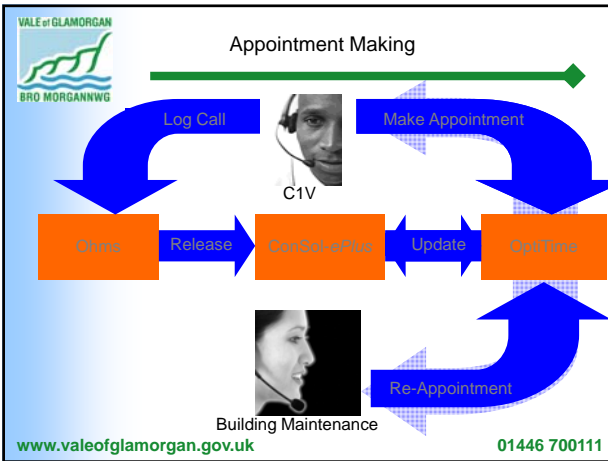 VALE of GLAMORGAN
BRO MORGANNWG
Appointment Making
Log Call
Make Appointment
C1V
Ohms
Release
ConSol-ePlus
Update
OptiTime
Re-Appointment
Building Maintenance
www.valeofglamorgan.gov.uk
01446 700111